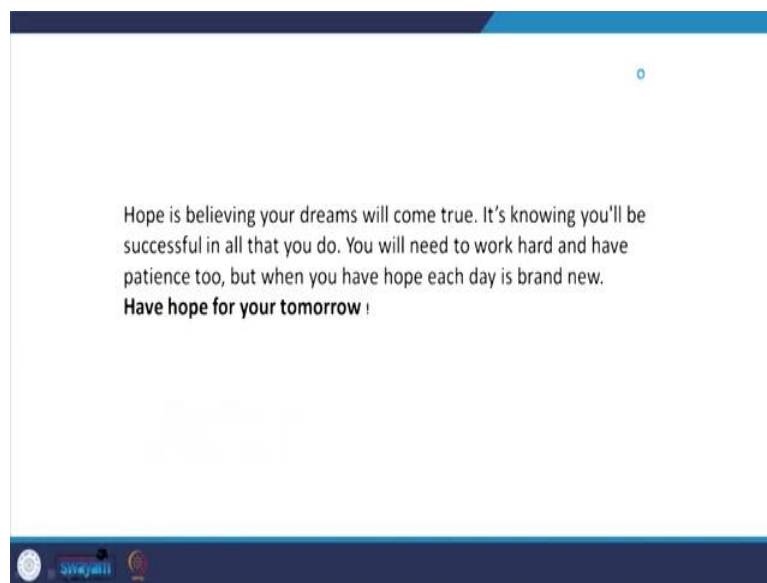 Hope is believing your dreams will come true. It's knowing you'll be
successful in all that you do. You will need to work hard and have
patience too, but when you have hope each day is brand new.
Have hope for your tomorrow !
swayam